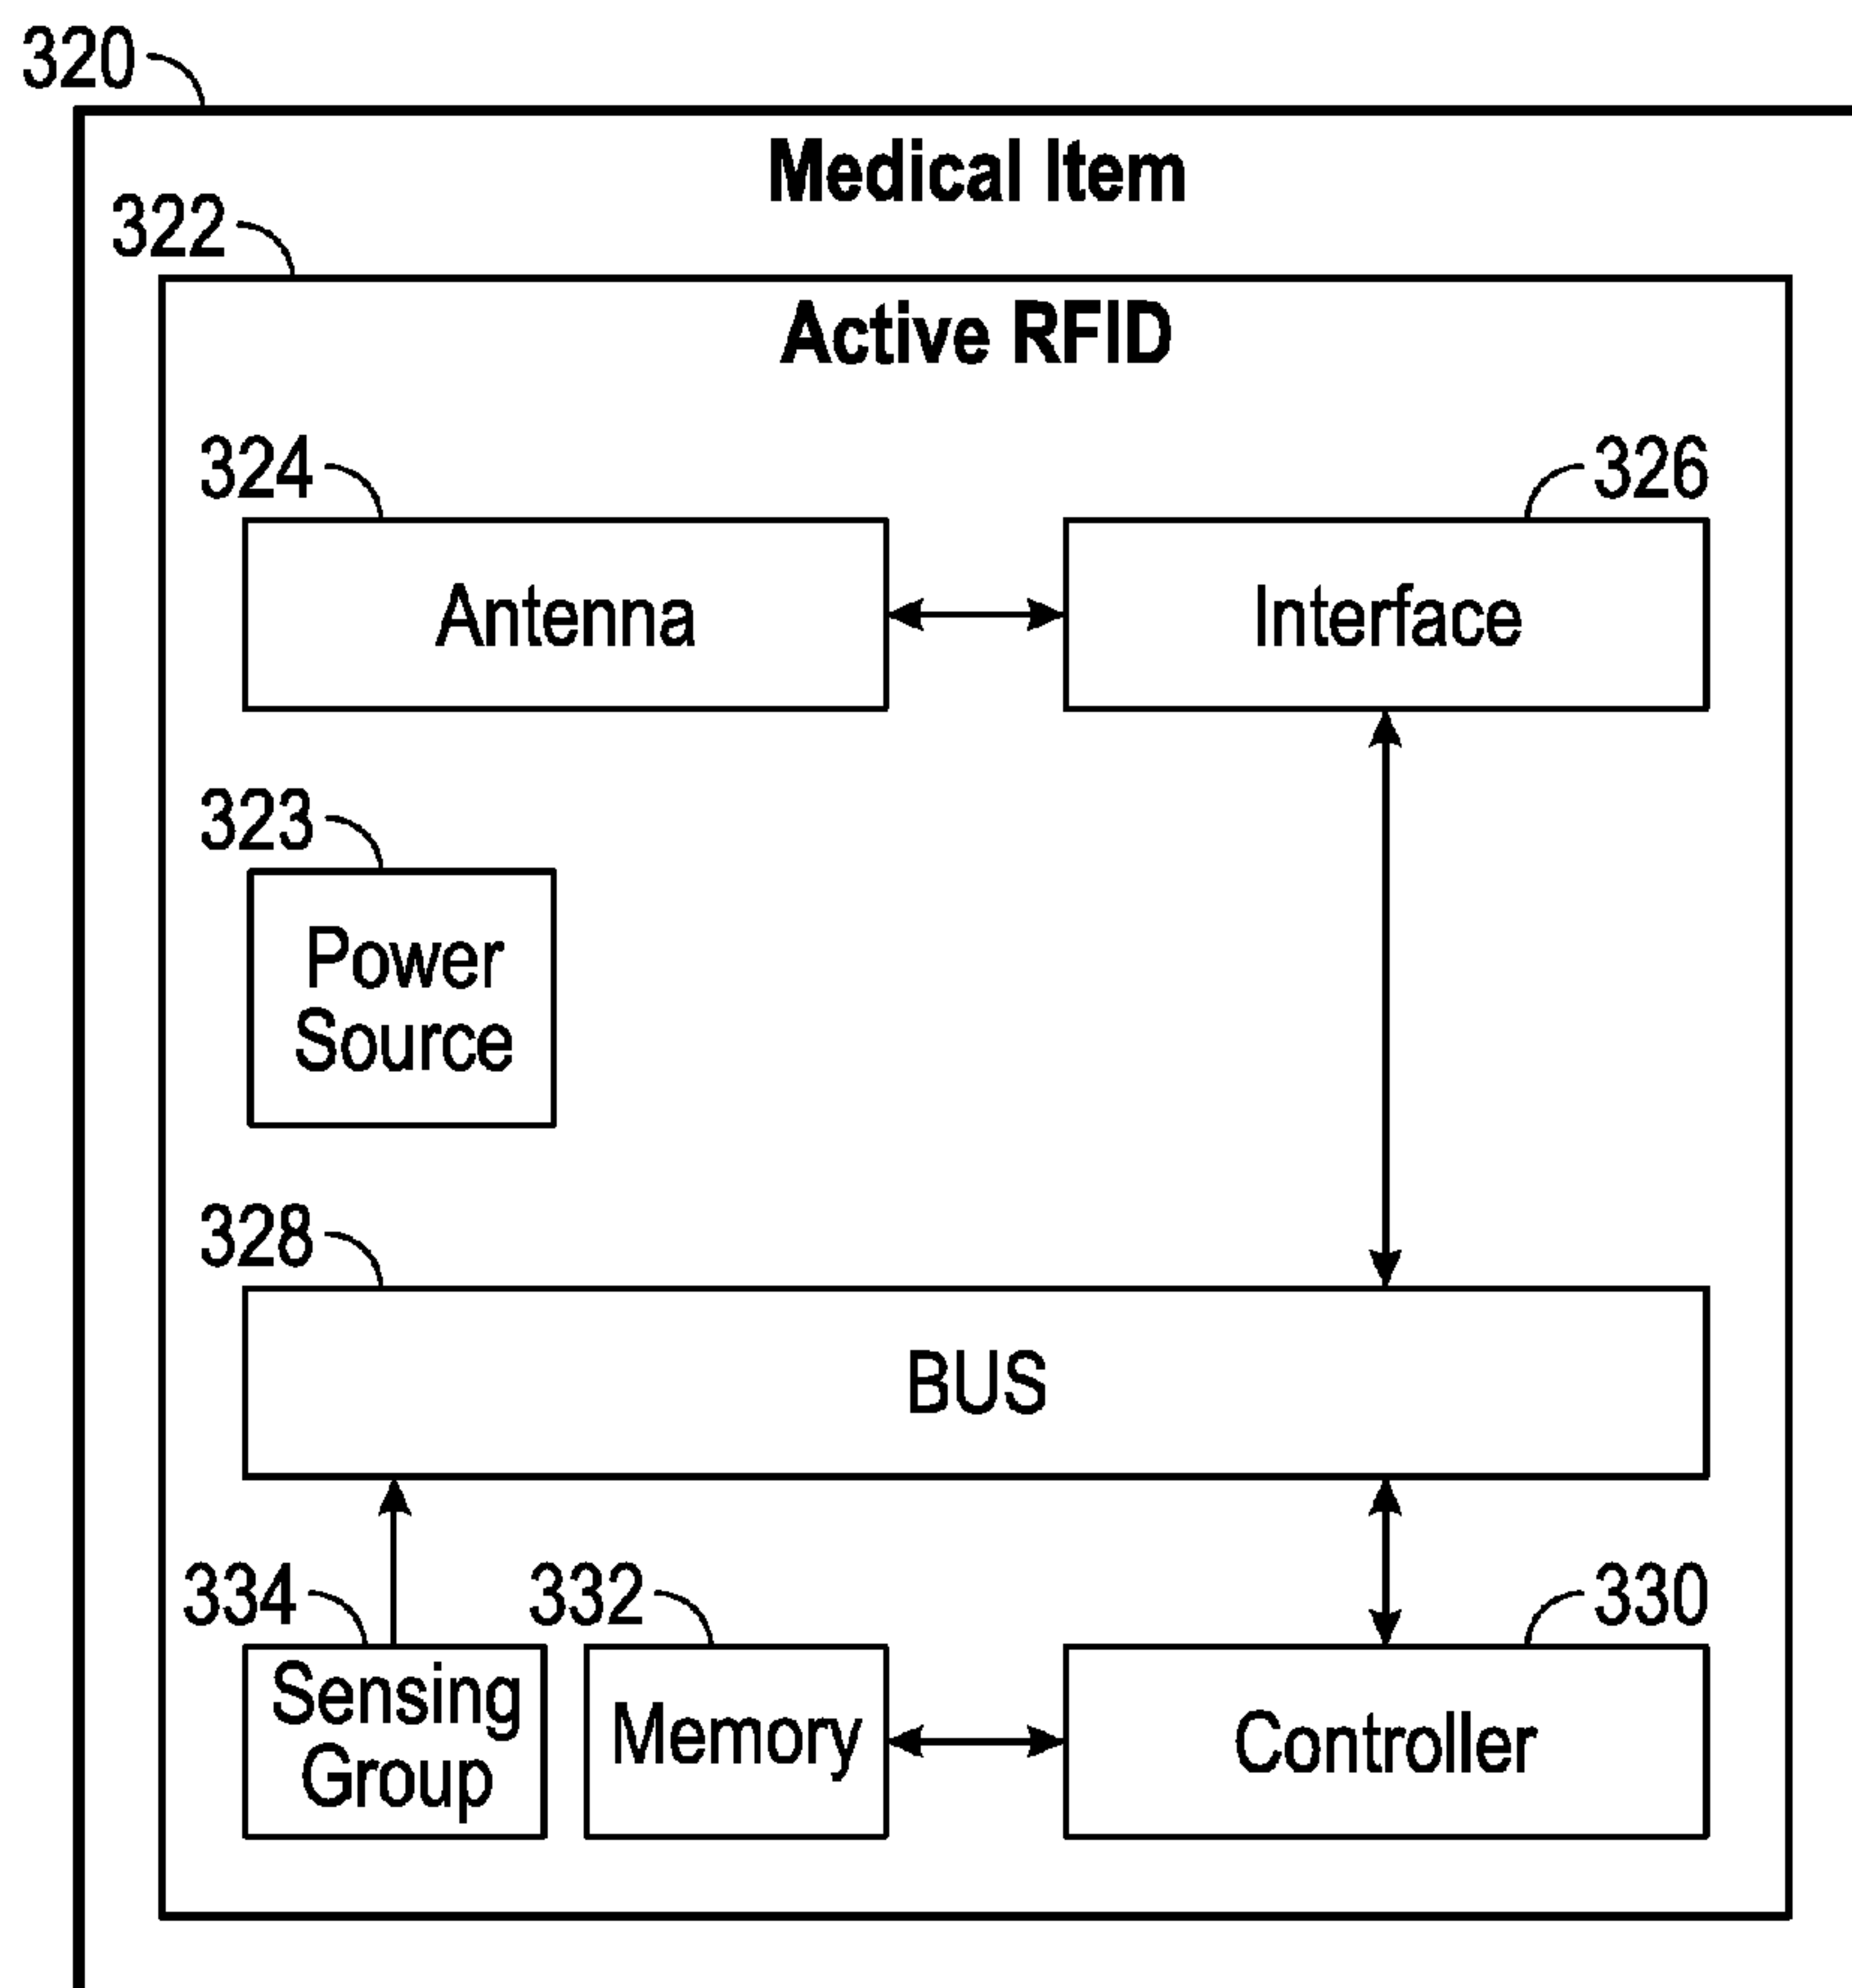 320
Medical Item
322
Active RFID
324
326
Antenna
Interface
323
Power
Source
328
BUS
334
332
330
Sensing
Group
Memory
Controller